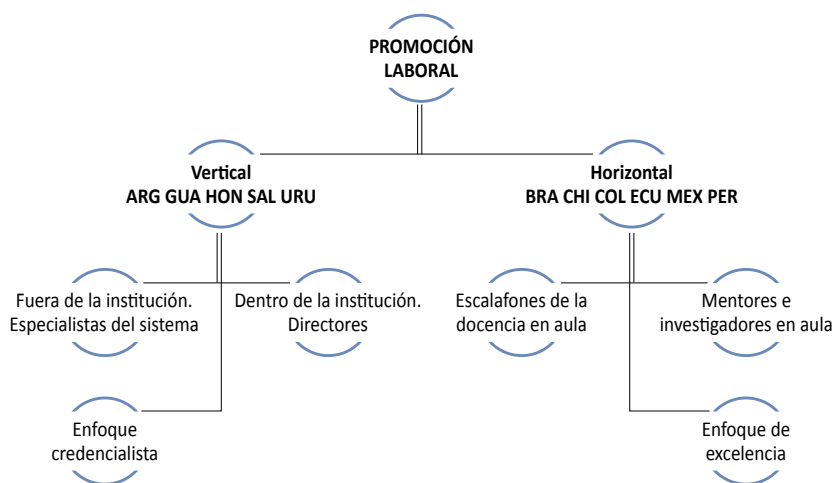 PROMOCIÓN
LABORAL
Vertical
ARG GUA HON SAL URU
Horizontal
BRA CHI COL ECU MEX PER
Fuera de la institución.
Especialistas del sistema
Dentro de la institución.
Directores
Escalafones de la
docencia en aula
Mentores e
investigadores en aula
Enfoque
credencialista
Enfoque de
excelencia